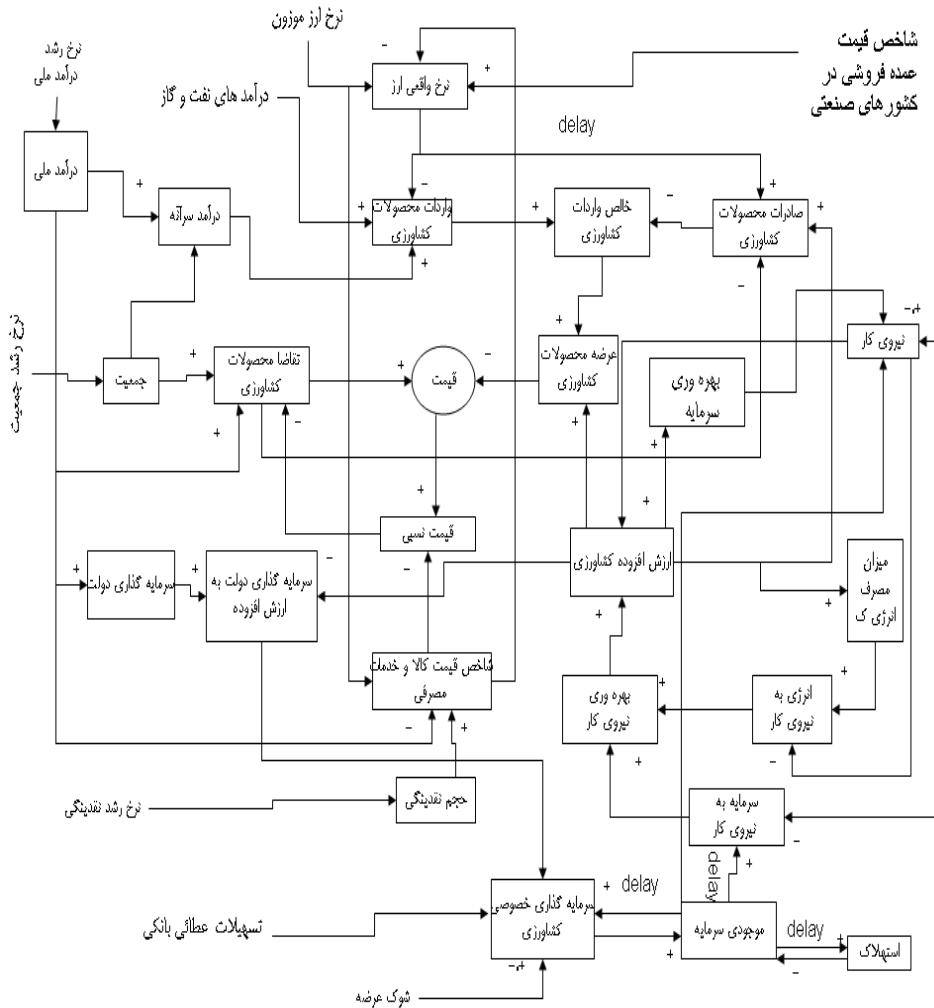 نرخ ارز موزون
شاخص قیمت
عمده فروشی در
کشور های صنعتی
نرخ رشد
درآمد ملی
نرخ واقعی ارز
درآمد های نفت و گاز
delay
درآمد ملی
درآمد سرانه
واردات محصولات
کشاورزی
خالص واردات
کشاورزی
صادرات محصولات
کشاورزی
نیروی کار
نرخ رشد جمعیت
جمعیت
تقاضا محصولات
کشاورزی
قیمت
عرضه محصولات
کشاورزی
بهره وری
سرمایه
قیمت نسبی
ارزش افزوده کشاورزی
میزان
مصرف
انرژی ک
سرمایه گذاری دولت
سرمایه گذاری دولت به
ارزش افزوده
شاخص قیمت کالا و خدمات
مصرفی
بهره وری
نیروی کار
انرژی به
نیروی کار
نرخ رشد نقدینگی
حجم نقدینگی
سرمایه به
نیروی کار
delay
تسهیلات عطائی بانکی
سرمایه گذاری خصوصی
کشاورزی
delay
موجودی سرمایه
delay
استهلاک
شوک عرضه